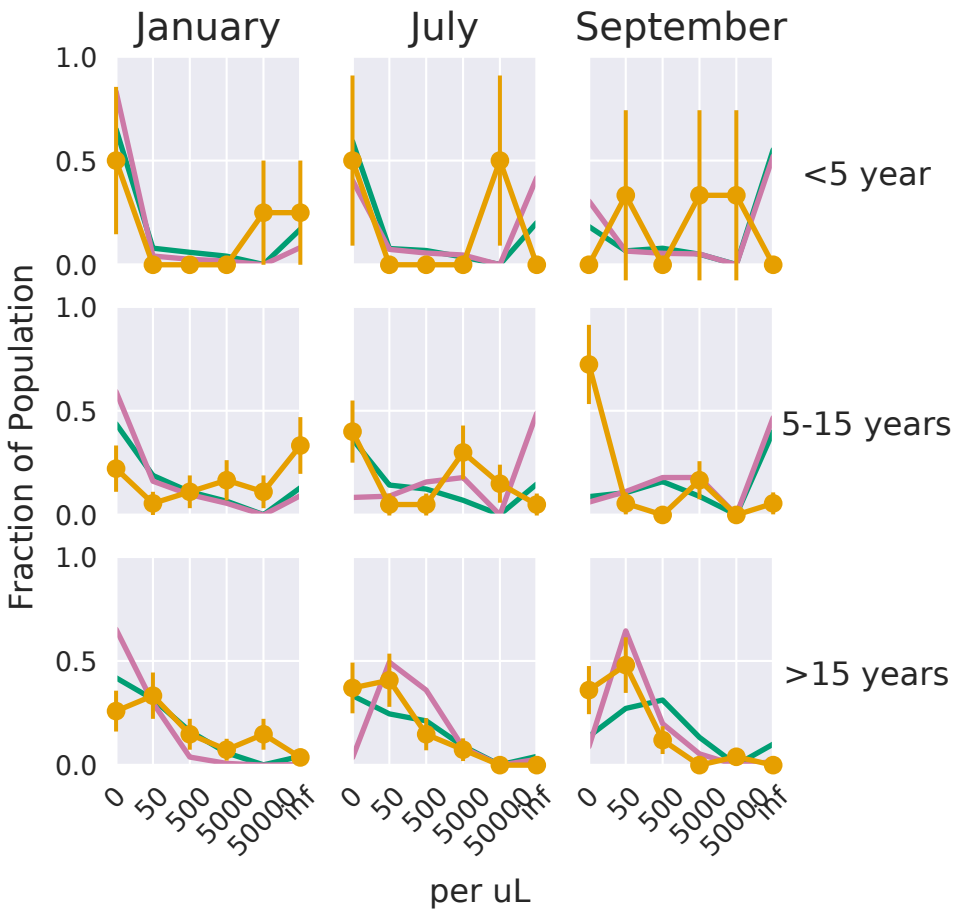 January July September
1.0
0.5
0.0
<5 year
1.0
0.5
0.0
5-15 years
1.0
0.5
0.0
>15 years
Fraction of Population
0 50 500 5000 50000 inf
0 50 500 5000 50000 inf
0 50 500 5000 50000 inf
per uL